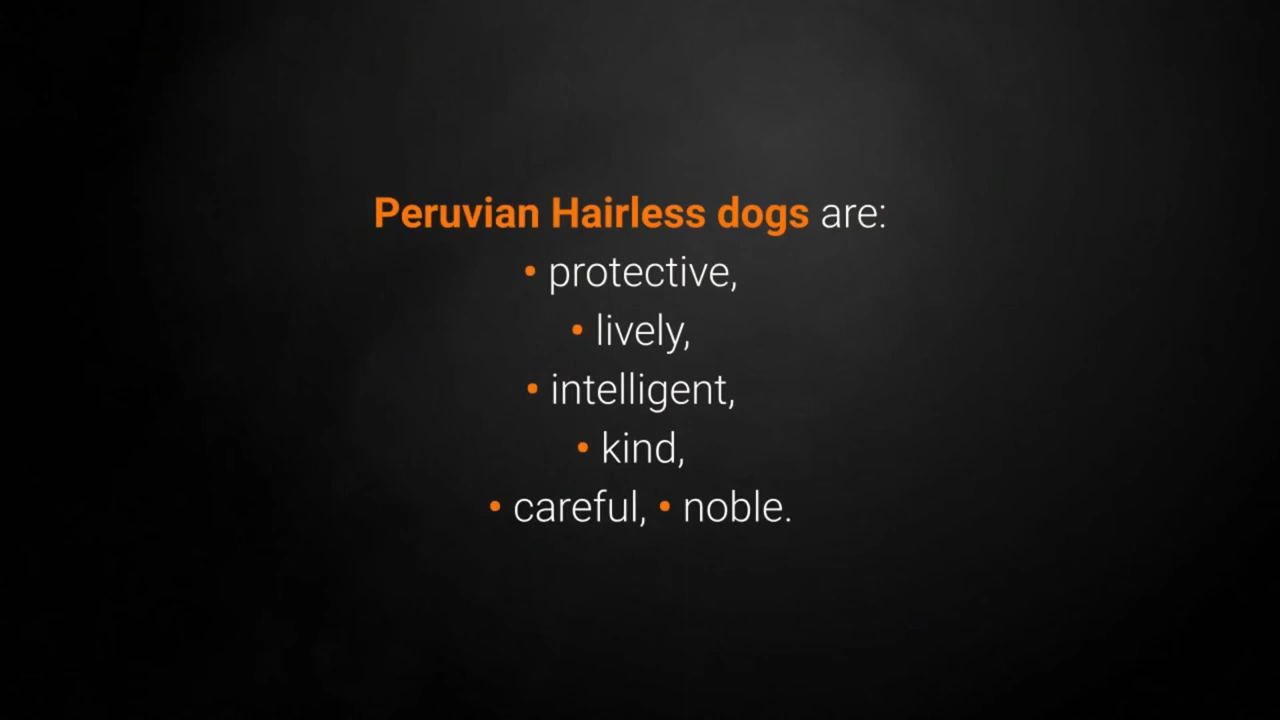 Peruvian Hairless dogs are:
• protective,
• lively,
• intelligent,
• kind,
• careful, • noble.